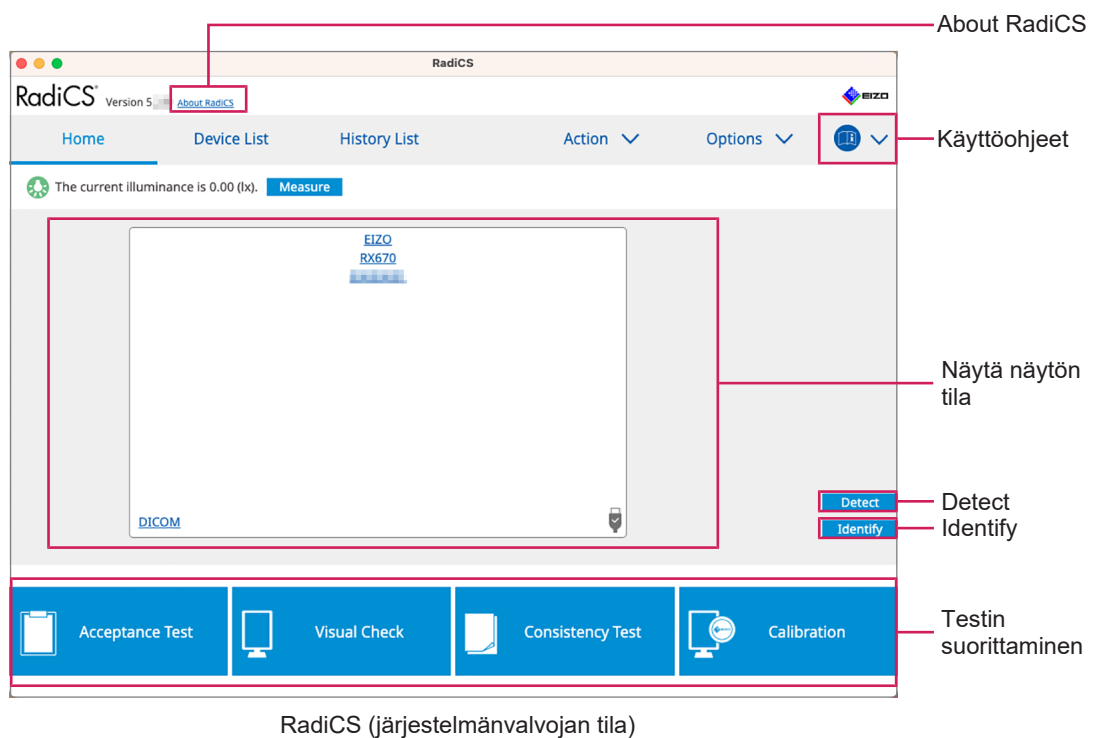 About RadiCS
RadiCS
RadiCS Version 5 About RadiCS
EIZO
Home Device List History List Action Options
Käyttöohjeet
The current illuminance is 0.00 (lx). Measure
EIZO
RX670
Näytä näytön
tila
DICOM
Detect
Identify
Detect
Identify
Acceptance Test
Visual Check
Consistency Test
Calibration
Testin
suorittaminen
RadiCS (järjestelmänvalvojan tila)